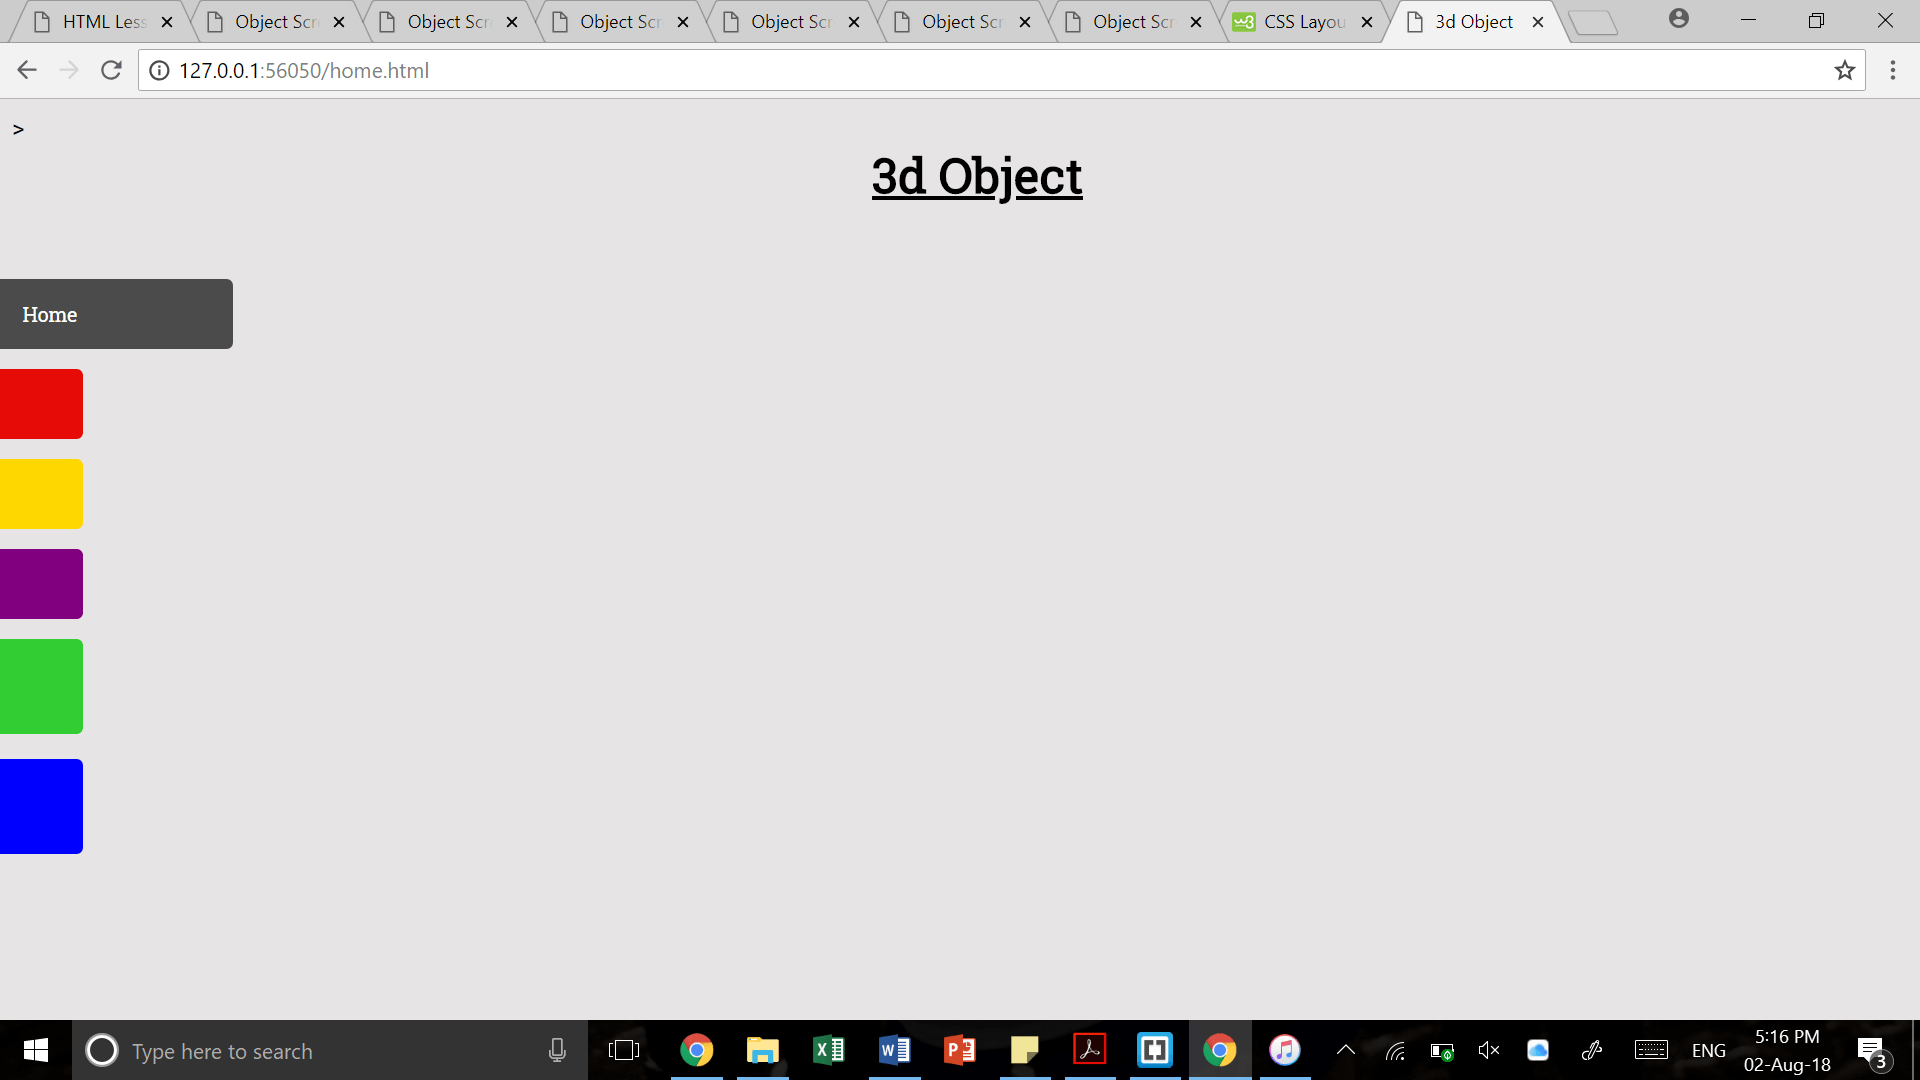 HTML Less
Object Scr
Object Scr
Object Scr
Object Scr
Object Scr
Object Scr
w3
CSS Layou
3d Object
127.0.0.1:56050/home.html
>
3d Object
Home
Type here to search
ENG
5:16 PM
02-Aug-18
3